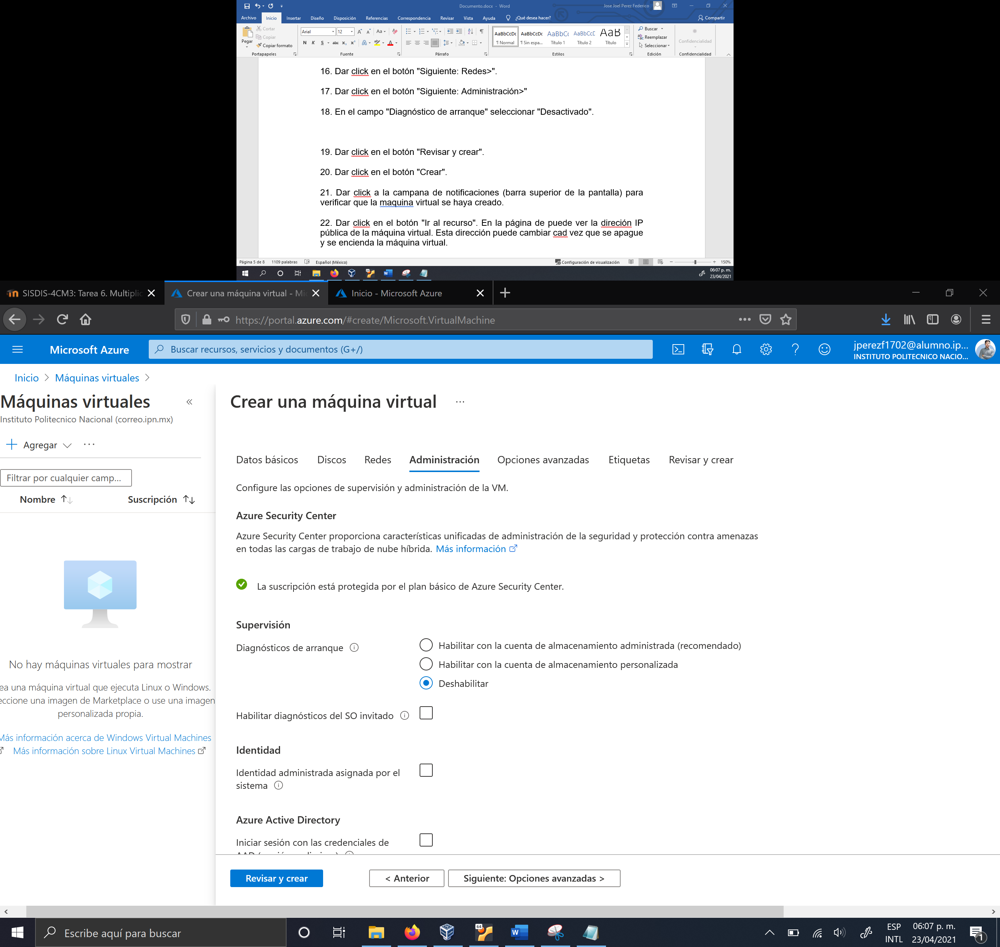 Documento.docx - Word
Jose Joel Perez Federico
Archivo Inicio Insertar Diseño Disposición Referencias Correspondencia Revisar Vista Ayuda ¿Qué desea hacer? Compartir
Pegar
Cortar
Copiar
Copiar formato
Portapapeles
Arial 12
N K S abc x₂ x²
Fuente
Párrafo
AaBbCcDc AaBbCcDc AaBbC AaBbCcE AaB
¶ Normal ¶ Sin espa... Título 1 Título 2 Título
Estilos
Buscar
Reemplazar
Seleccionar
Edición
Confidencialidad
Confidencialidad
16. Dar click en el botón "Siguiente: Redes>".
17. Dar click en el botón "Siguiente: Administración>"
18. En el campo "Diagnóstico de arranque" seleccionar "Desactivado".
19. Dar click en el botón "Revisar y crear".
20. Dar click en el botón "Crear".
21. Dar click a la campana de notificaciones (barra superior de la pantalla) para
verificar que la maquina virtual se haya creado.
22. Dar click en el botón "Ir al recurso". En la página de puede ver la direción IP
pública de la máquina virtual. Esta dirección puede cambiar cad vez que se apague
y se encienda la máquina virtual.
Página 5 de 8 1109 palabras Español (México) Configuración de visualización 150%
06:07 p. m.
23/04/2021
SISDIS-4CM3: Tarea 6. Multiplic
Crear una máquina virtual - Mi
Inicio - Microsoft Azure
https://portal.azure.com/#create/Microsoft.VirtualMachine
Microsoft Azure
Buscar recursos, servicios y documentos (G+/)
jperezf1702@alumno.ip...
INSTITUTO POLITECNICO NACIO...
Inicio > Máquinas virtuales >
Máquinas virtuales
Instituto Politecnico Nacional (correo.ipn.mx)
Agregar
Filtrar por cualquier camp...
Nombre Suscripción
No hay máquinas virtuales para mostrar
ea una máquina virtual que ejecuta Linux o Windows.
eccione una imagen de Marketplace o use una imagen
personalizada propia.
Más información acerca de Windows Virtual Machines
Más información sobre Linux Virtual Machines
Crear una máquina virtual ...
Datos básicos Discos Redes Administración Opciones avanzadas Etiquetas Revisar y crear
Configure las opciones de supervisión y administración de la VM.
Azure Security Center
Azure Security Center proporciona características unificadas de administración de la seguridad y protección contra amenazas
en todas las cargas de trabajo de nube híbrida. Más información
La suscripción está protegida por el plan básico de Azure Security Center.
Supervisión
Diagnósticos de arranque
Habilitar con la cuenta de almacenamiento administrada (recomendado)
Habilitar con la cuenta de almacenamiento personalizada
Deshabilitar
Habilitar diagnósticos del SO invitado
Identidad
Identidad administrada asignada por el
sistema
Azure Active Directory
Iniciar sesión con las credenciales de
Revisar y crear
< Anterior
Siguiente: Opciones avanzadas >
Escribe aquí para buscar
64
ESP
INTL
06:07 p. m.
23/04/2021
1